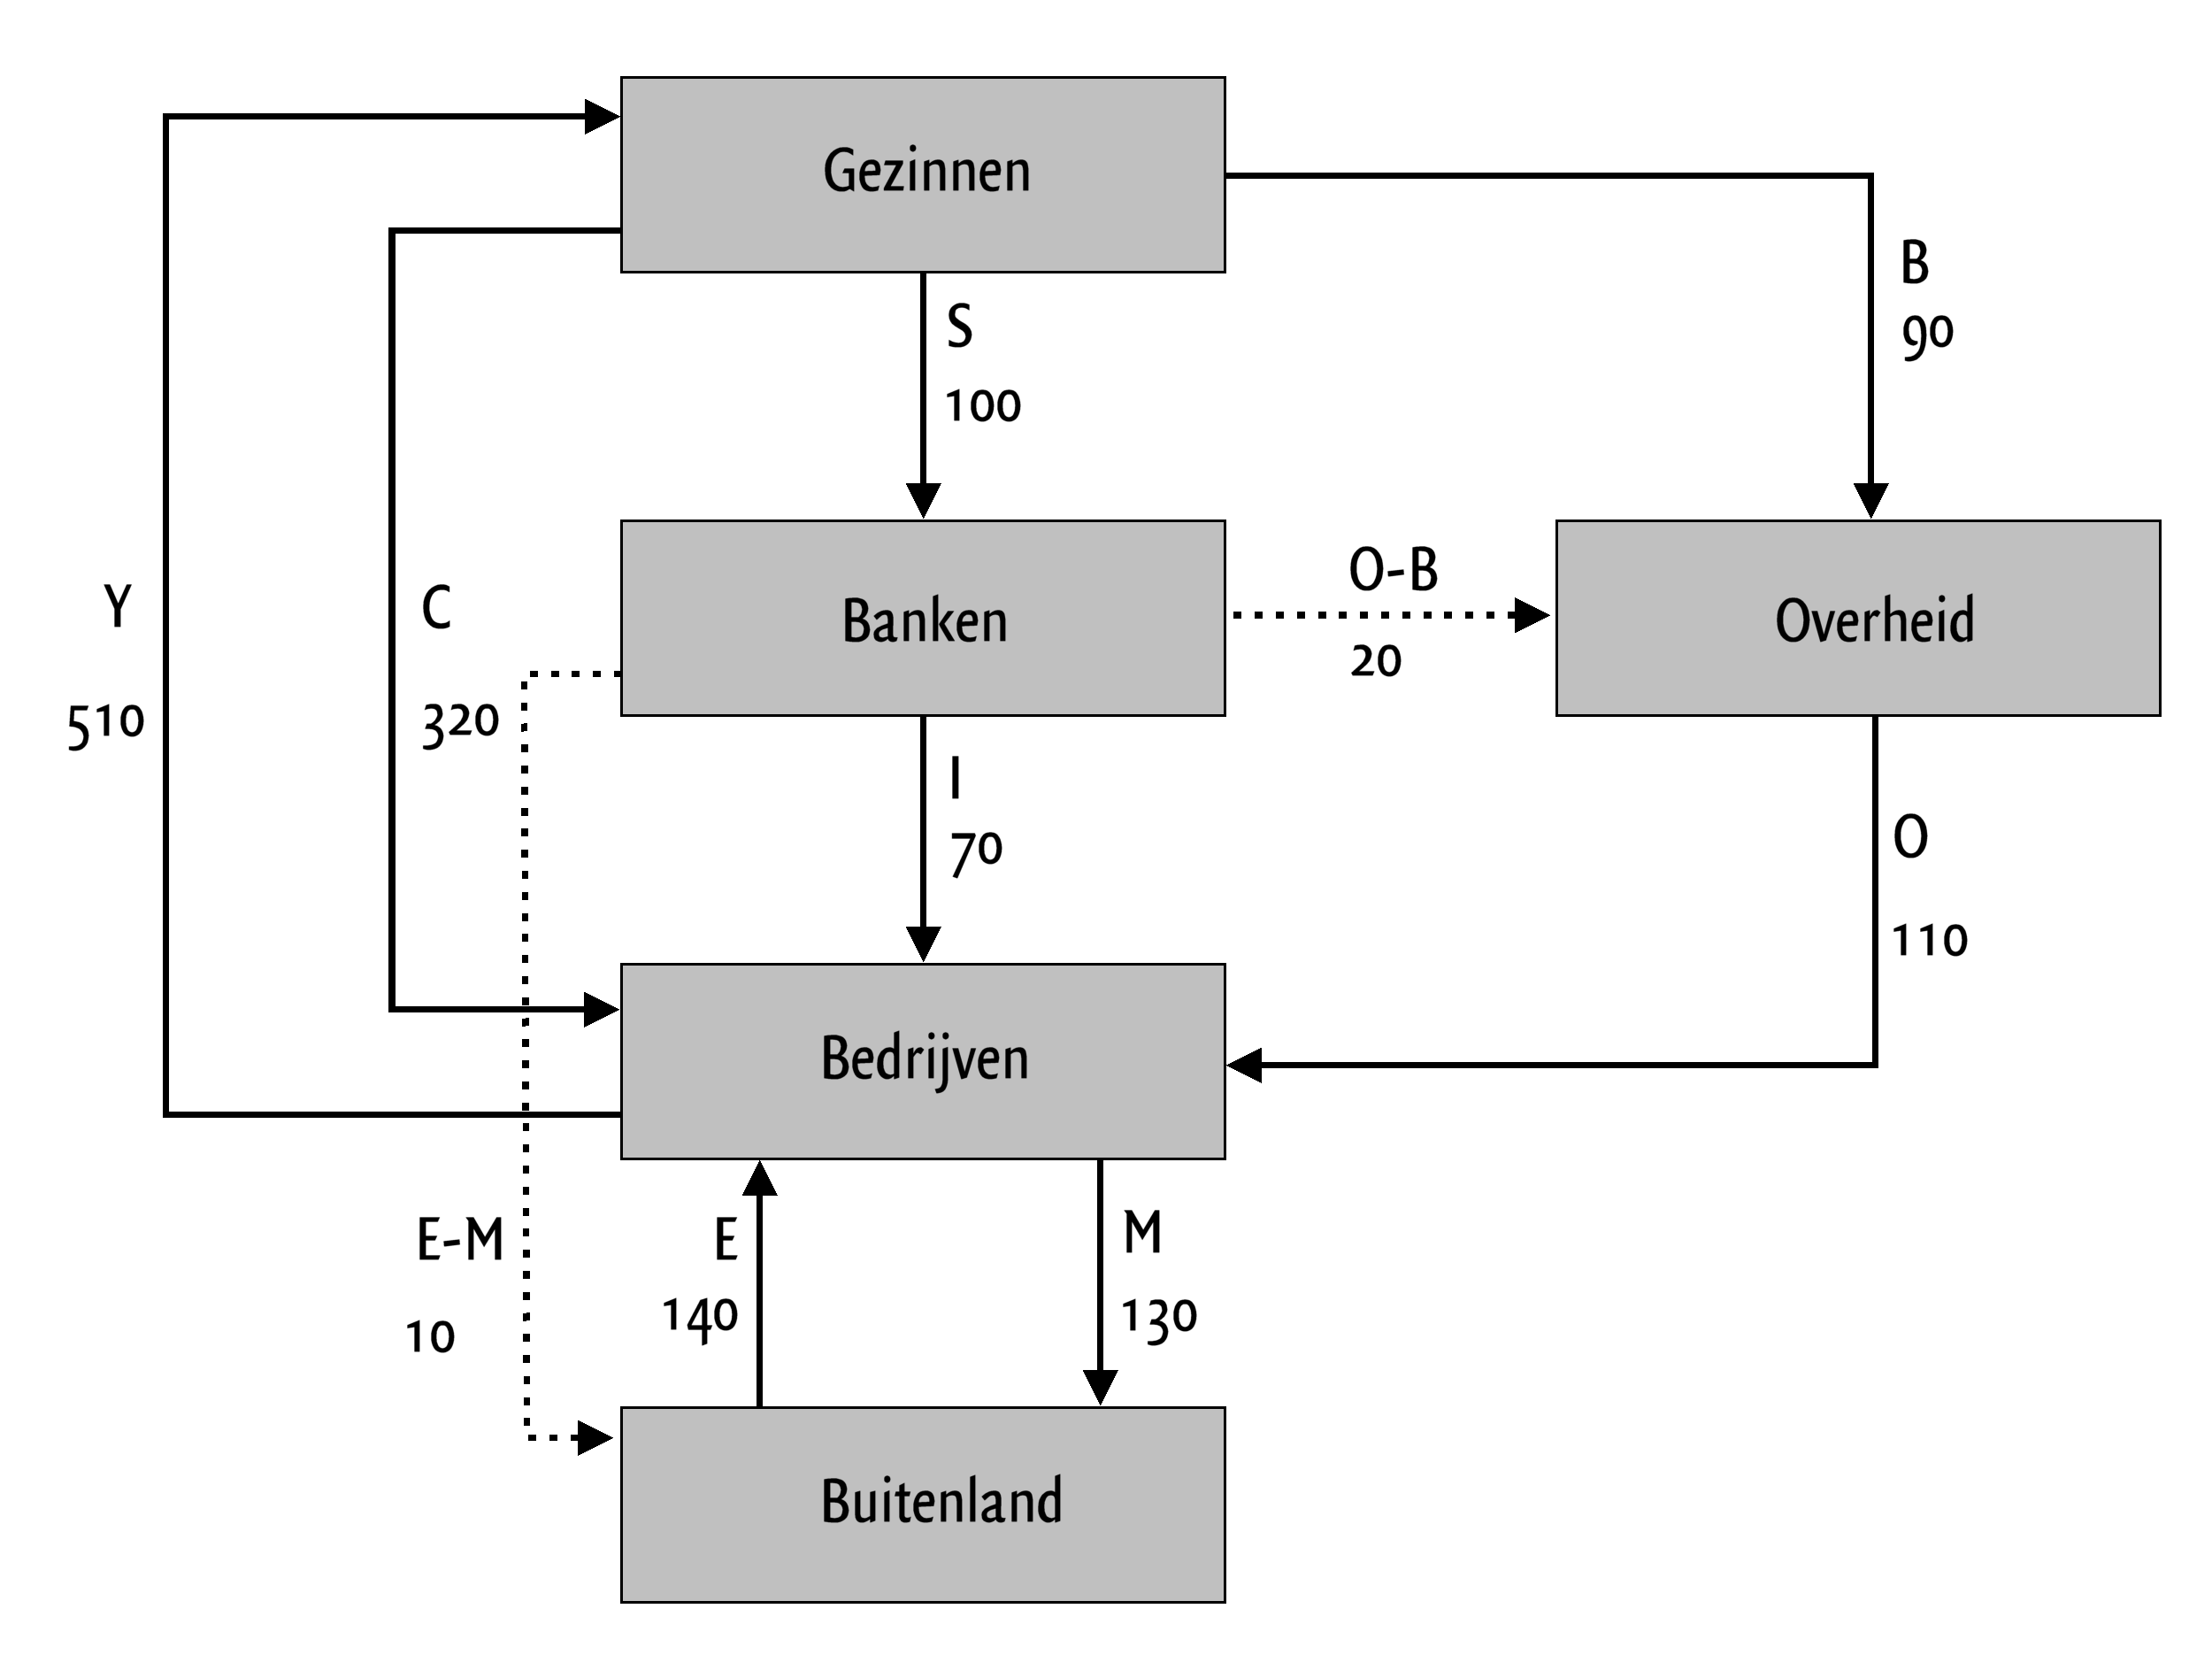 Gezinnen
B
90
S
100
Y
510
C
320
Banken
O-B
20
Overheid
I
70
O
110
Bedrijven
E-M
10
E
140
M
130
Buitenland